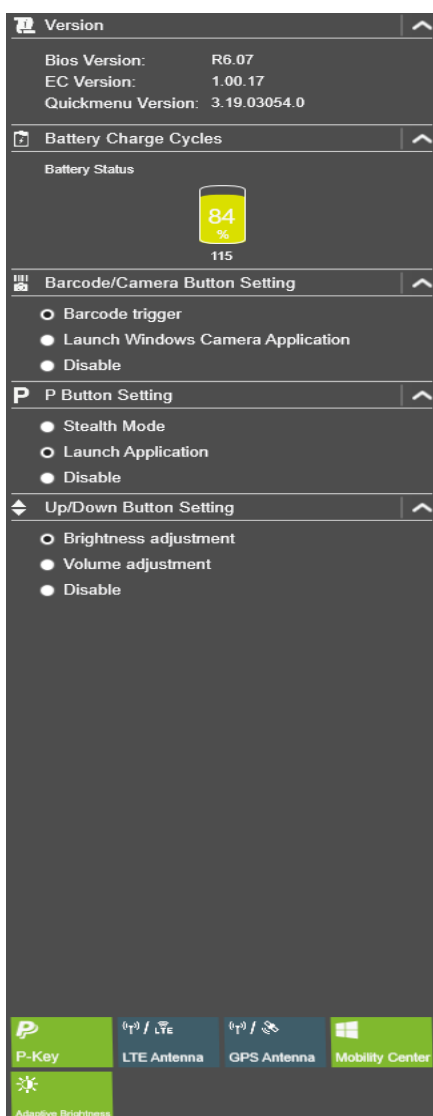 Version
Bios Version: R6.07
EC Version: 1.00.17
Quickmenu Version: 3.19.03054.0
Battery Charge Cycles
Battery Status
84
%
115
Barcode/Camera Button Setting
Barcode trigger
Launch Windows Camera Application
Disable
P Button Setting
Stealth Mode
Launch Application
Disable
Up/Down Button Setting
Brightness adjustment
Volume adjustment
Disable
/ LTE
P-Key
LTE Antenna
GPS Antenna
Mobility Center
Adaptive Brightness